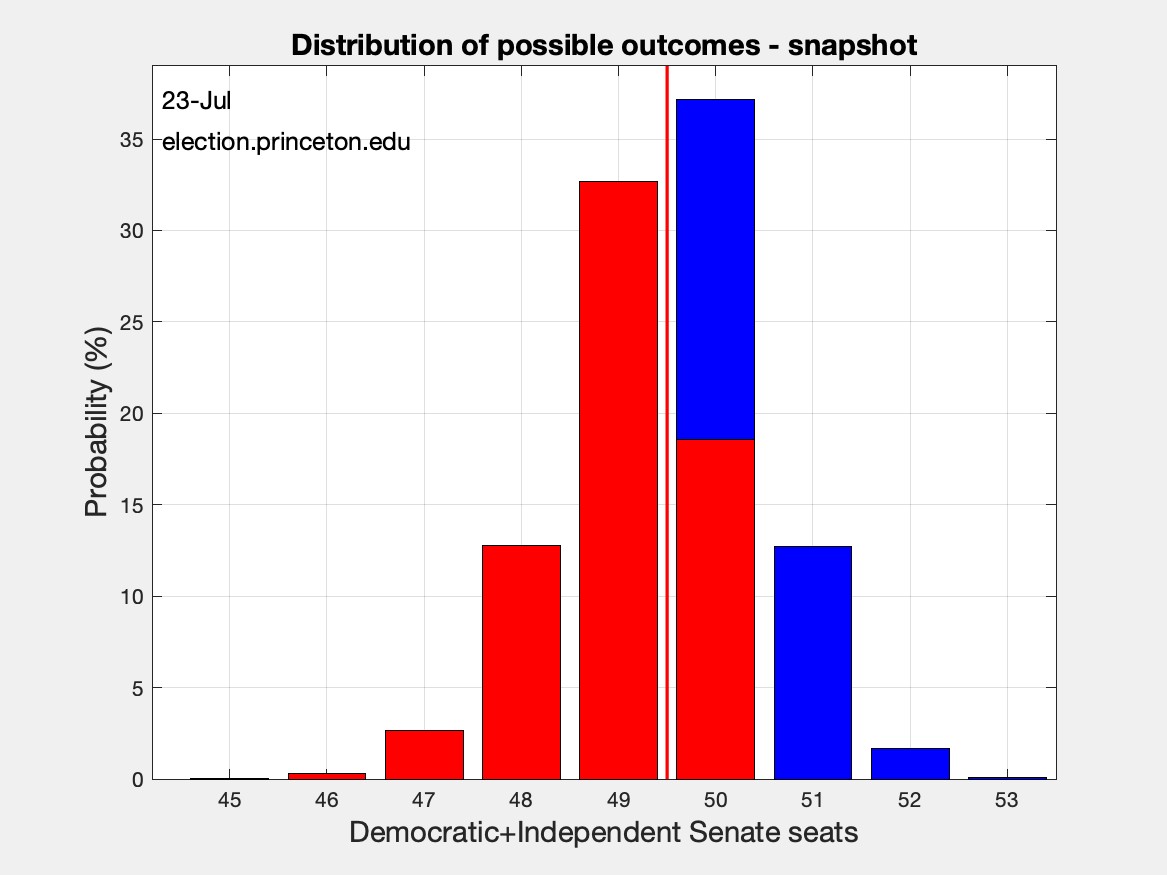 Distribution of possible outcomes - snapshot
23-Jul
election.princeton.edu
35
30
25
20
15
10
5
0
Probability (%)
45 46 47 48 49 50 51 52 53
Democratic+Independent Senate seats